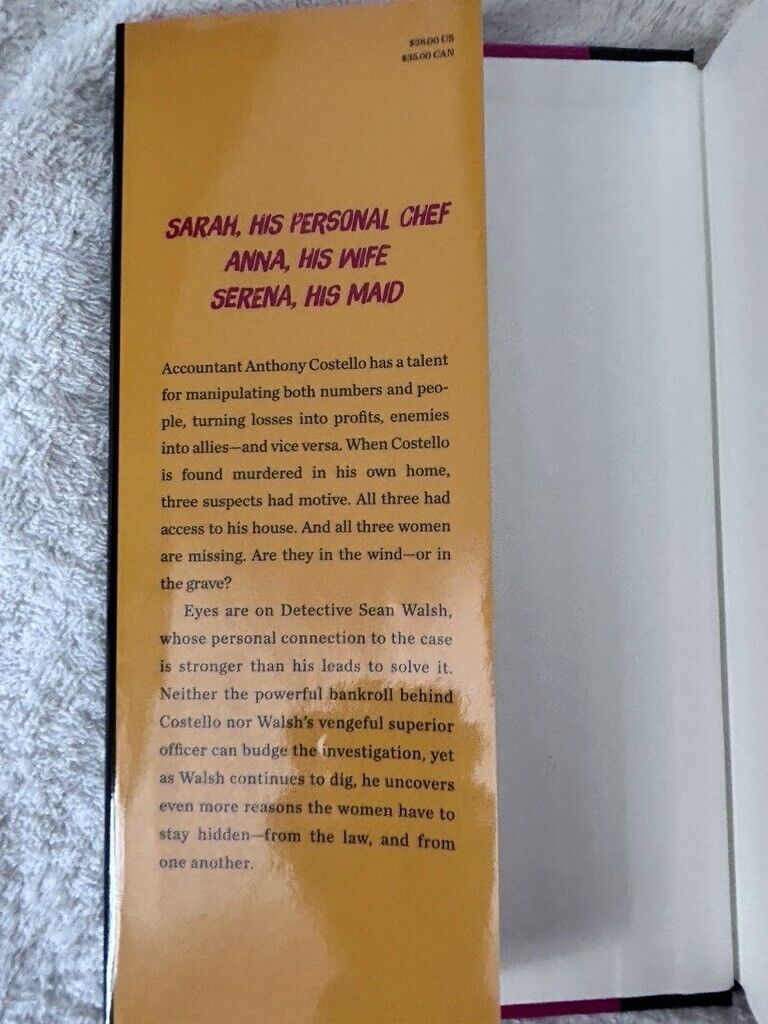 $28.00 US
$35.00 CAN
SARAH, HIS PERSONAL CHEF
ANNA, HIS WIFE
SERENA, HIS MAID
Accountant Anthony Costello has a talent
for manipulating both numbers and peo-
ple, turning losses into profits, enemies
into allies—and vice versa. When Costello
is found murdered in his own home,
three suspects had motive. All three had
access to his house. And all three women
are missing. Are they in the wind—or in
the grave?
Eyes are on Detective Sean Walsh,
whose personal connection to the case
is stronger than his leads to solve it.
Neither the powerful bankroll behind
Costello nor Walsh's vengeful superior
officer can budge the investigation, yet
as Walsh continues to dig, he uncovers
even more reasons the women have to
stay hidden—from the law, and from
one another.